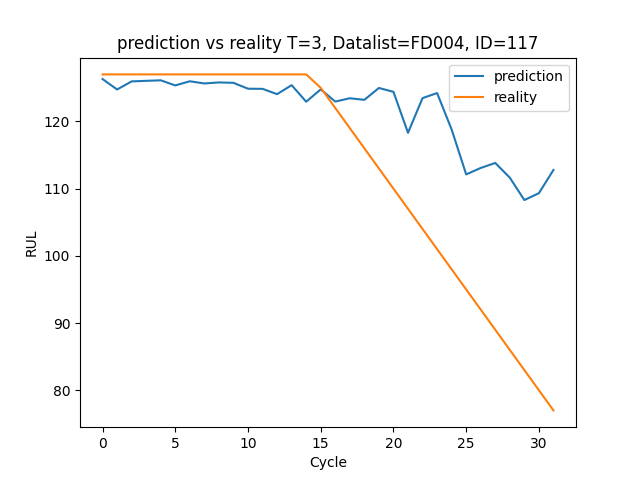 prediction vs reality T=3, Datalist=FD004, ID=117
prediction
reality
120
110
100
90
80
RUL
0 5 10 15 20 25 30
Cycle